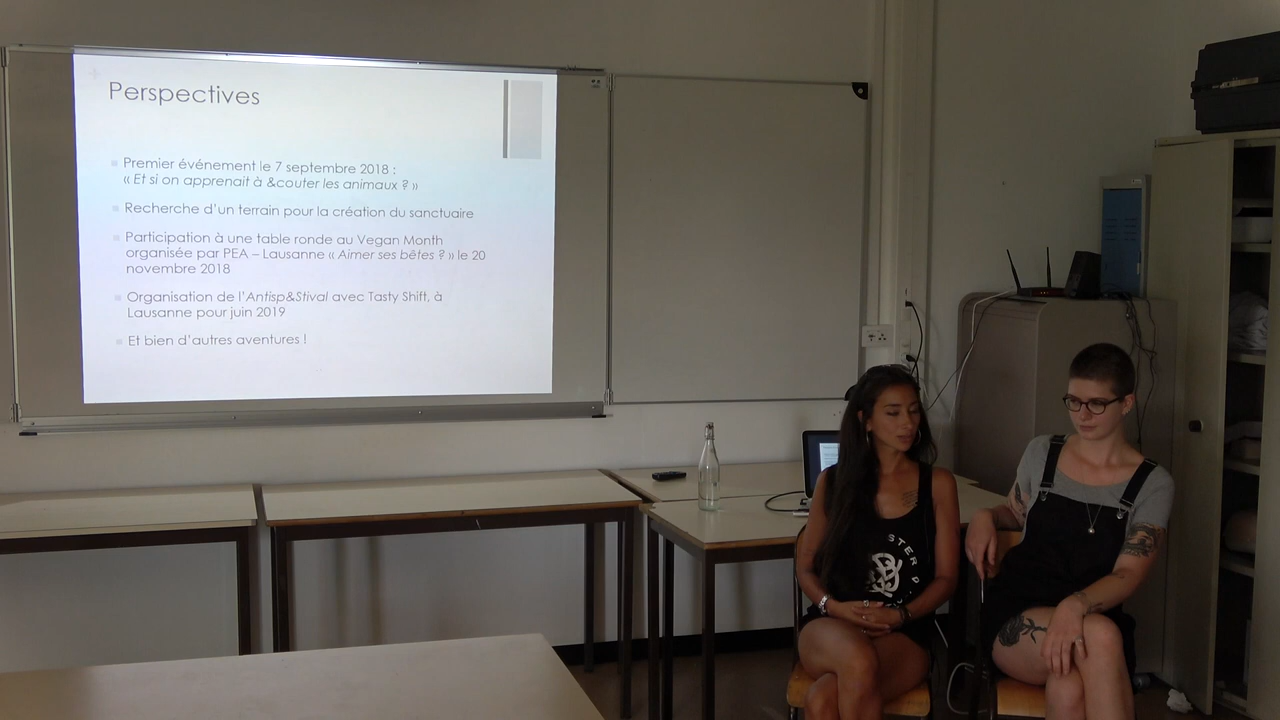 Perspectives
Premier événement le 7 septembre 2018 :
« Et si on apprenait à &couter les animaux ? »
Recherche d'un terrain pour la création du sanctuaire
Participation à une table ronde au Vegan Month
organisée par PEA – Lausanne « Aimer ses bêtes ? » le 20
novembre 2018
Organisation de l'Antisp&Stival avec Tasty Shift, à
Lausanne pour juin 2019
Et bien d'autres aventures !